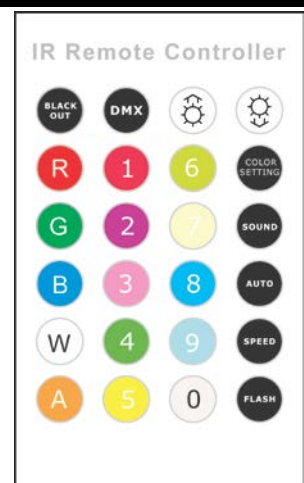 IR Remote Controller
BLACK
OUT
DMX
R
1
6
COLOR
SETTING
G
2
7
SOUND
B
3
8
AUTO
W
4
9
SPEED
A
5
0
FLASH